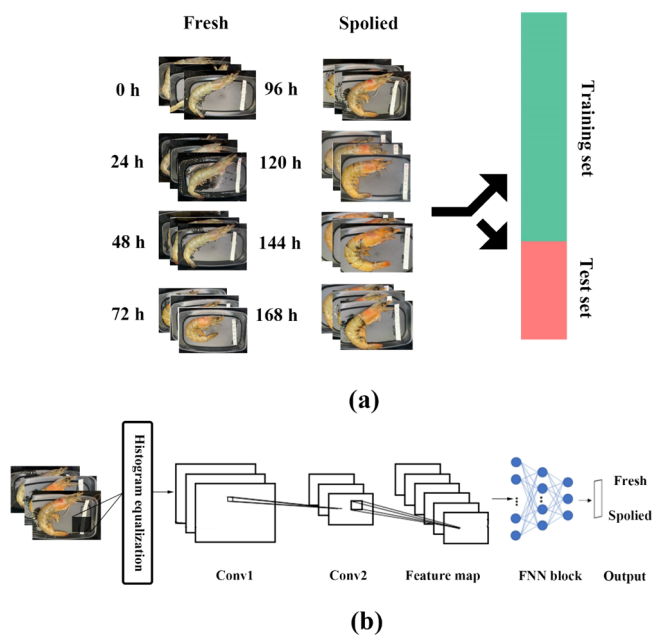 Fresh
Spolied
0 h
96 h
24 h
120 h
48 h
144 h
72 h
168 h
Training set
Test set
(a)
Histogram equalization
Conv1
Conv2
Feature map
FNN block
Output
Fresh
Spolied
(b)